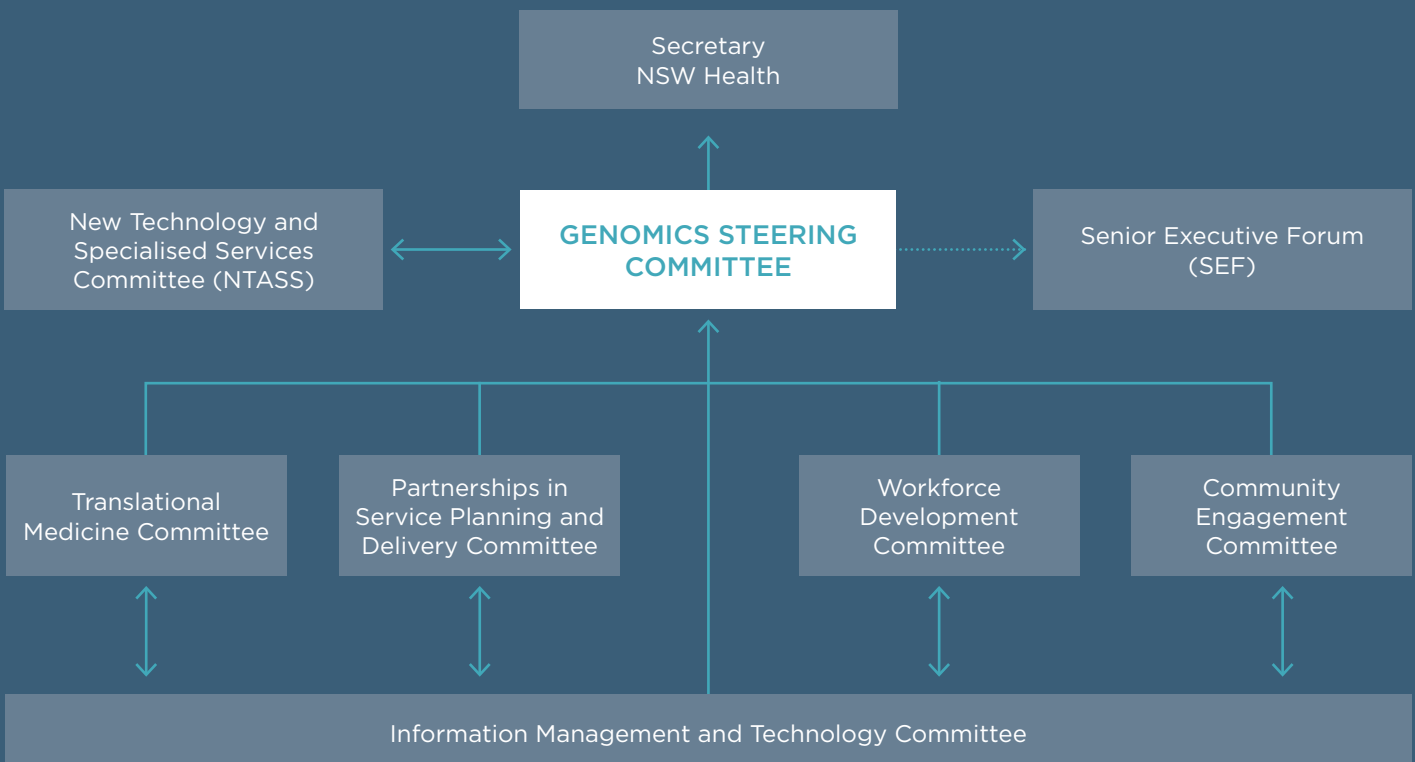 Secretary
NSW Health
New Technology and
Specialised Services
Committee (NTASS)
GENOMICS STEERING
COMMITTEE
Senior Executive Forum
(SEF)
Translational
Medicine Committee
Partnerships in
Service Planning and
Delivery Committee
Workforce
Development
Committee
Community
Engagement
Committee
Information Management and Technology Committee